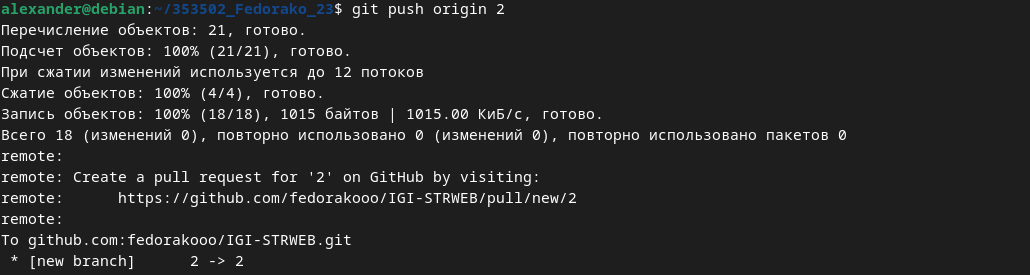 alexander@debian:~/353502_Fedorako_23$ git push origin 2
Перечисление объектов: 21, готово.
Подсчет объектов: 100% (21/21), готово.
При сжатии изменений используется до 12 потоков
Сжатие объектов: 100% (4/4), готово.
Запись объектов: 100% (18/18), 1015 байтов | 1015.00 КиБ/с, готово.
Всего 18 (изменений 0), повторно использовано 0 (изменений 0), повторно использовано пакетов 0
remote:
remote: Create a pull request for '2' on GitHub by visiting:
remote:      https://github.com/fedorakooo/IGI-STRWEB/pull/new/2
remote:
To github.com:fedorakooo/IGI-STRWEB.git
 * [new branch]      2 -> 2